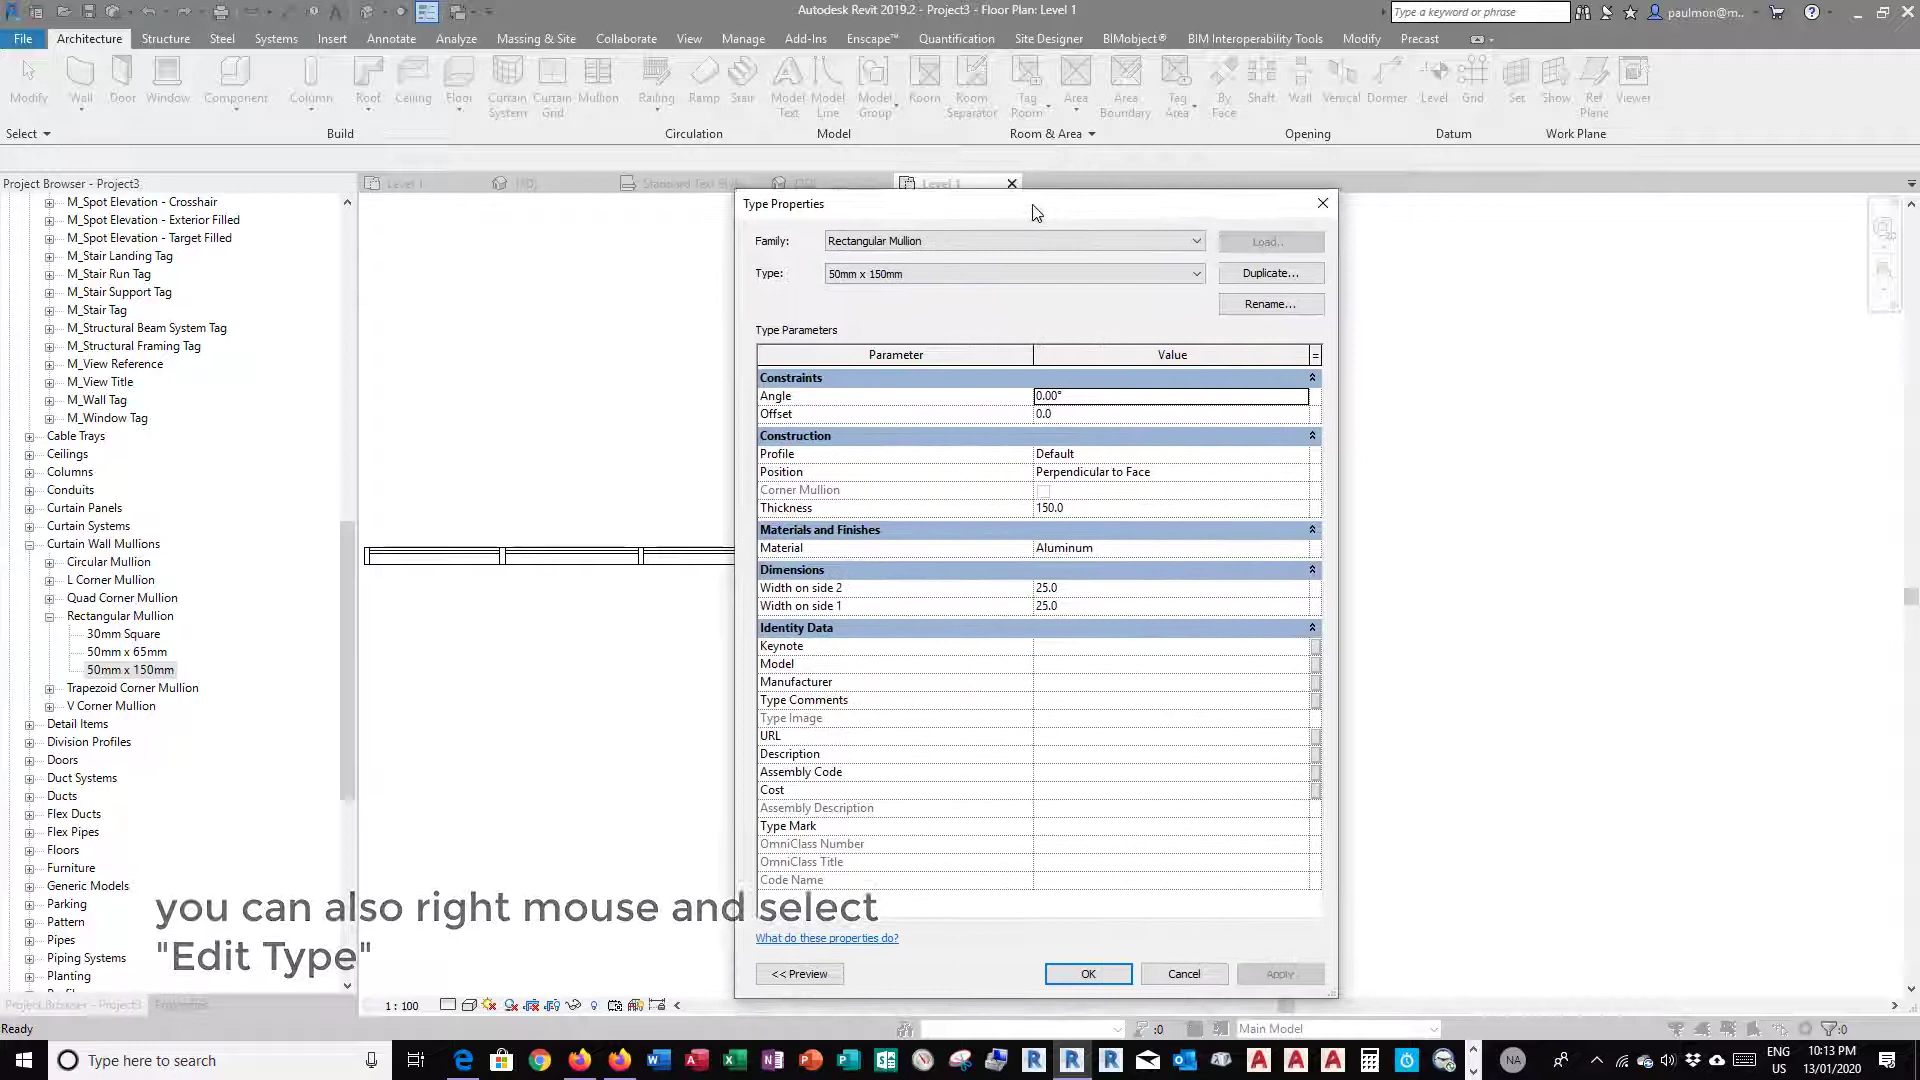 Autodesk Revit 2019.2 - Project3 - Floor Plan: Level 1
Type a keyword or phrase
paulmon@m...
File Architecture Structure Steel Systems Insert Annotate Analyze Massing & Site Collaborate View Manage Add-Ins Enscape™ Quantification Site Designer BIMobject® BIM Interoperability Tools Modify Precast
Modify Wall Door Window Component Column Roof Ceiling Floor Curtain System Curtain Grid Mullion Railing Ramp Stair Model Text Model Line Model Group Room Room Separator Tag Room Area Area Boundary Tag Area By Face Shaft Wall Vertical Dormer Level Grid Set Show Ref Plane Viewer
Select Build Circulation Model Room & Area Opening Datum Work Plane
Project Browser - Project3
Level 1
Level 1
M_Spot Elevation - Crosshair
M_Spot Elevation - Exterior Filled
M_Spot Elevation - Target Filled
M_Stair Landing Tag
M_Stair Run Tag
M_Stair Support Tag
M_Stair Tag
M_Structural Beam System Tag
M_Structural Framing Tag
M_View Reference
M_View Title
M_Wall Tag
M_Window Tag
Cable Trays
Ceilings
Columns
Conduits
Curtain Panels
Curtain Systems
Curtain Wall Mullions
Circular Mullion
L Corner Mullion
Quad Corner Mullion
Rectangular Mullion
30mm Square
50mm x 65mm
50mm x 150mm
Trapezoid Corner Mullion
V Corner Mullion
Detail Items
Division Profiles
Doors
Duct Systems
Ducts
Flex Ducts
Flex Pipes
Floors
Furniture
Generic Models
Parking
Pattern
Pipes
Piping Systems
Planting
Project Browser - Project3 Properties
Type Properties
Family: Rectangular Mullion Load...
Type: 50mm x 150mm Duplicate...
Rename...
Type Parameters
Parameter Value =
Constraints
Angle 0.00°
Offset 0.0
Construction
Profile Default
Position Perpendicular to Face
Corner Mullion
Thickness 150.0
Materials and Finishes
Material Aluminum
Dimensions
Width on side 2 25.0
Width on side 1 25.0
Identity Data
Keynote
Model
Manufacturer
Type Comments
Type Image
URL
Description
Assembly Code
Cost
Assembly Description
Type Mark
OmniClass Number
OmniClass Title
Code Name
What do these properties do?
<< Preview OK Cancel Apply
you can also right mouse and select
"Edit Type"
1 : 100
Ready :0 Main Model :0
Type here to search
NA
ENG
US
10:13 PM
13/01/2020